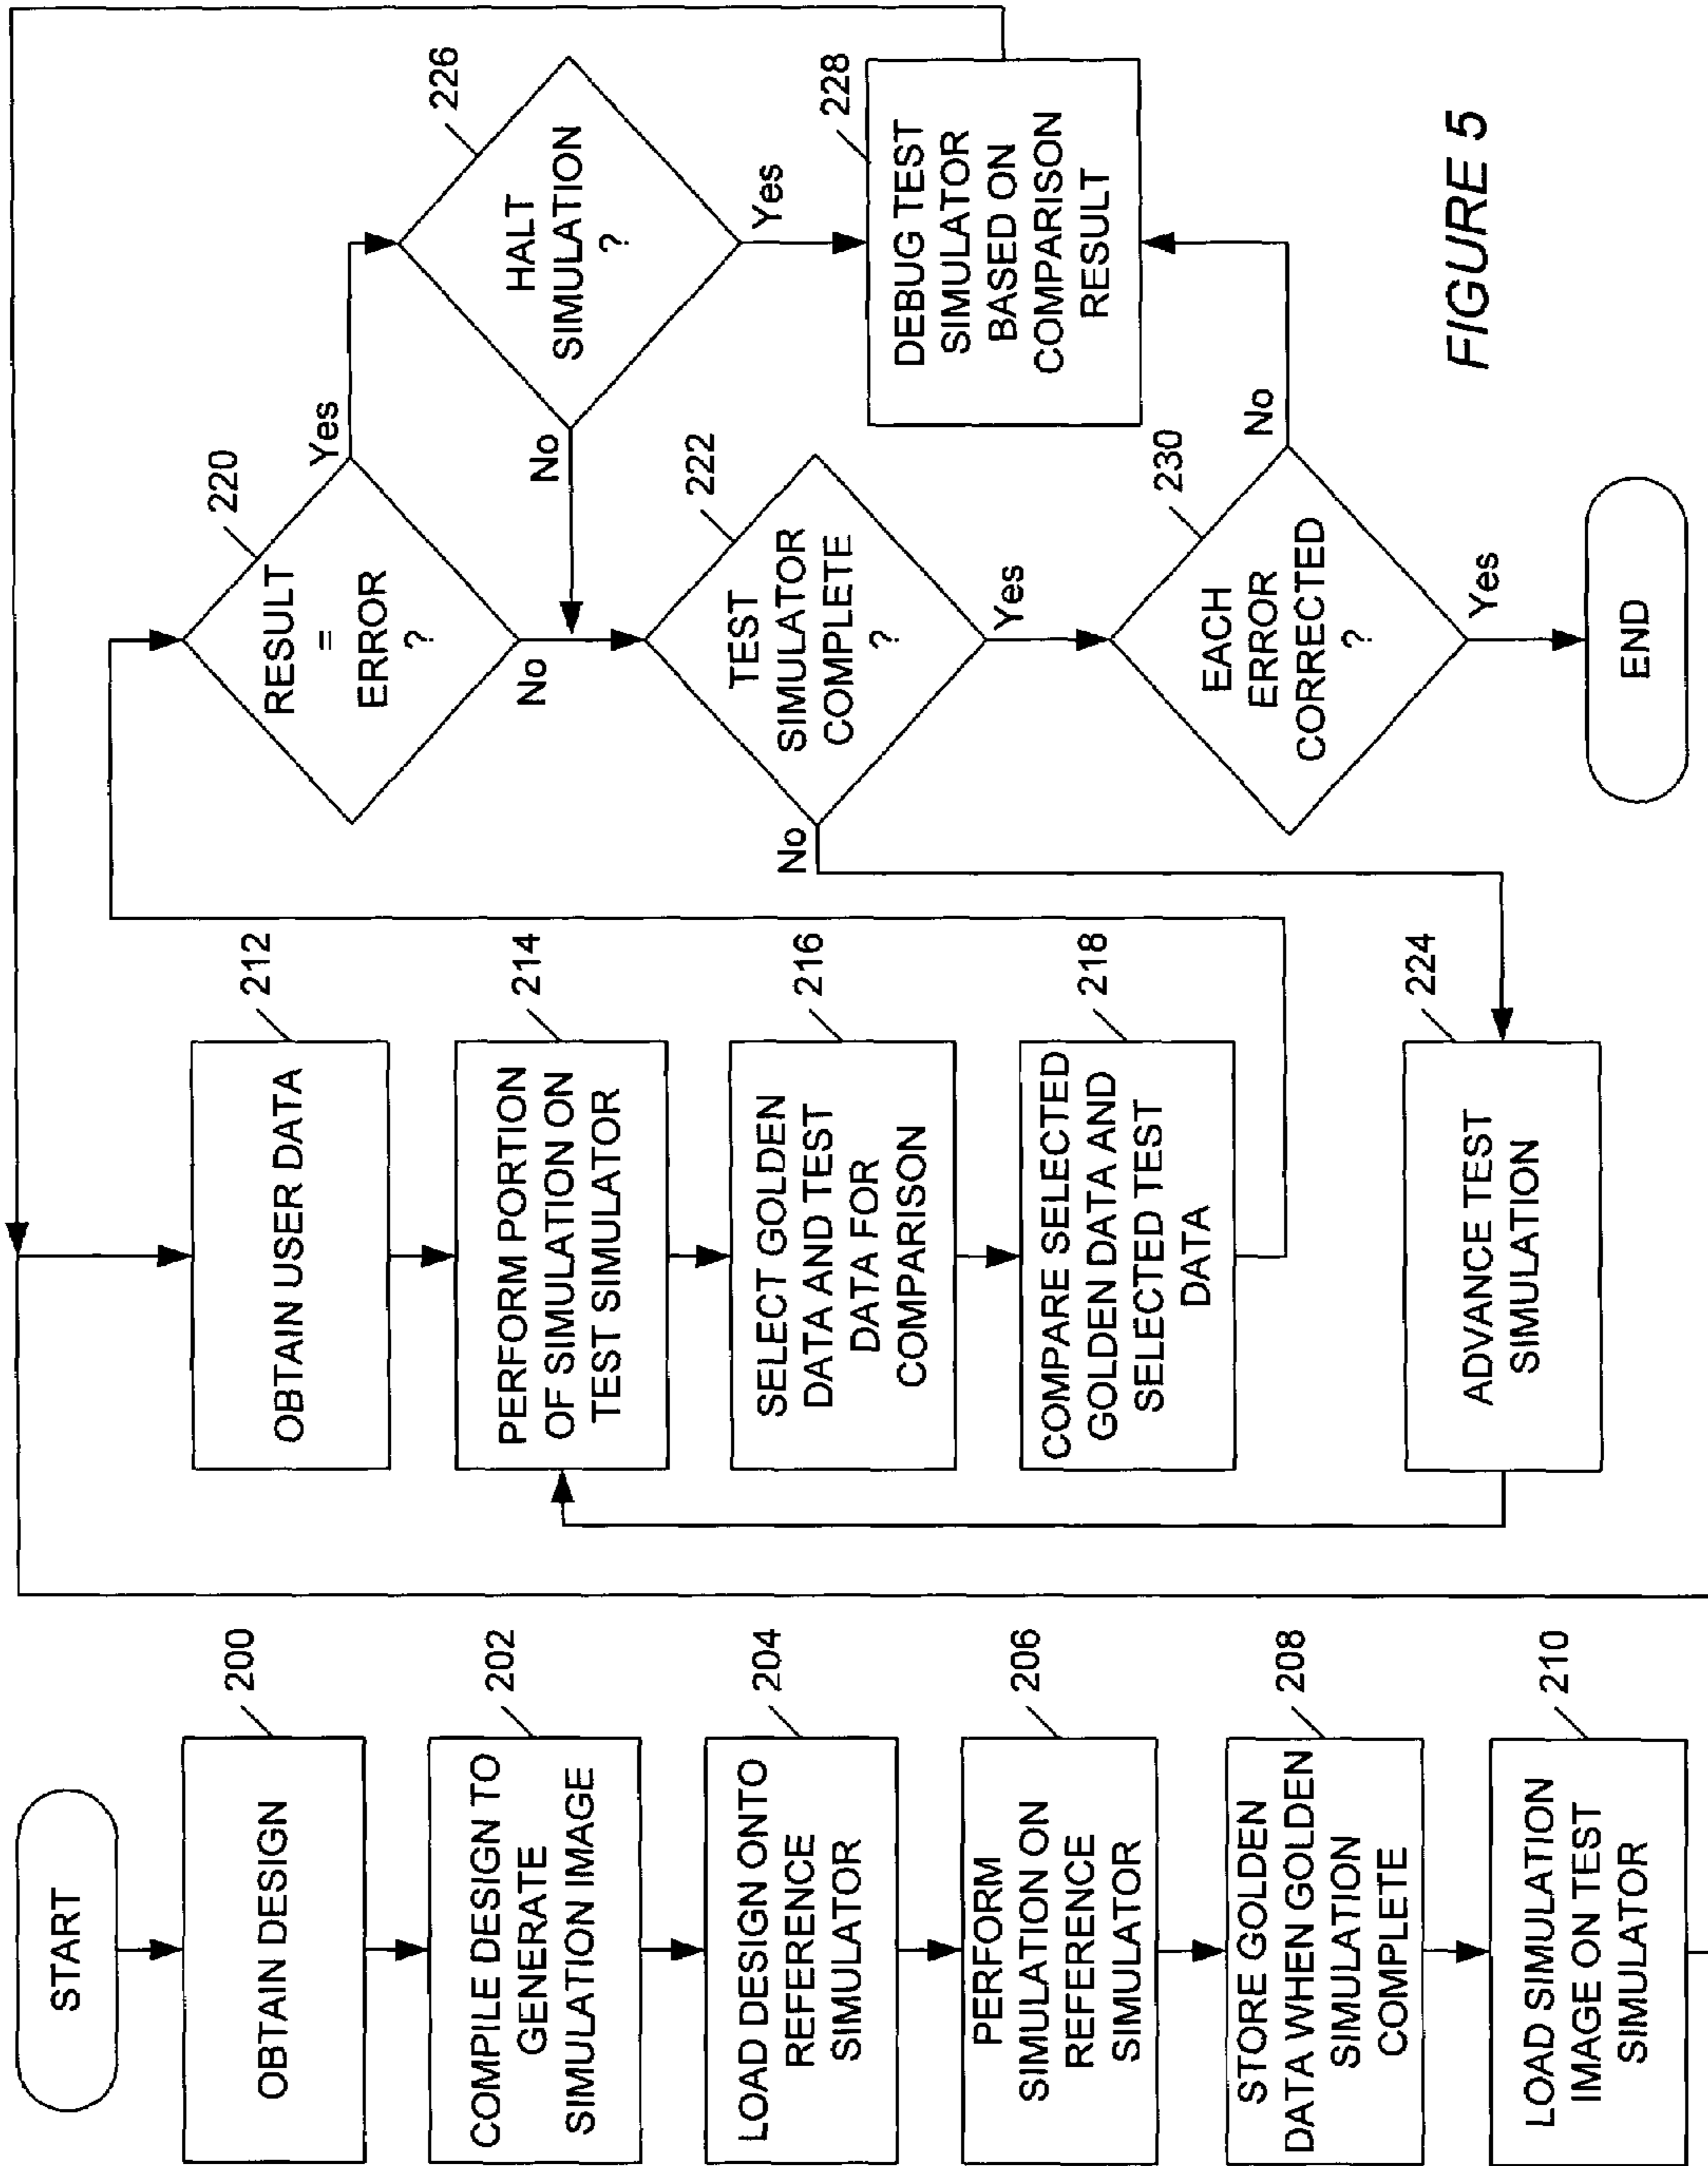 START
200
OBTAIN DESIGN
202
COMPILE DESIGN TO
GENERATE
SIMULATION IMAGE
204
LOAD DESIGN ONTO
REFERENCE
SIMULATOR
206
PERFORM
SIMULATION ON
REFERENCE
SIMULATOR
208
STORE GOLDEN
DATA WHEN GOLDEN
SIMULATION
COMPLETE
210
LOAD SIMULATION
IMAGE ON TEST
SIMULATOR
212
OBTAIN USER DATA
214
PERFORM PORTION
OF SIMULATION ON
TEST SIMULATOR
216
SELECT GOLDEN
DATA AND TEST
DATA FOR
COMPARISON
218
COMPARE SELECTED
GOLDEN DATA AND
SELECTED TEST
DATA
224
ADVANCE TEST
SIMULATION
220
RESULT
=
ERROR
?
Yes
No
226
HALT
SIMULATION
?
No
Yes
222
TEST
SIMULATOR
COMPLETE
?
No
Yes
228
DEBUG TEST
SIMULATOR
BASED ON
COMPARISON
RESULT
230
EACH
ERROR
CORRECTED
?
No
Yes
END
FIGURE 5